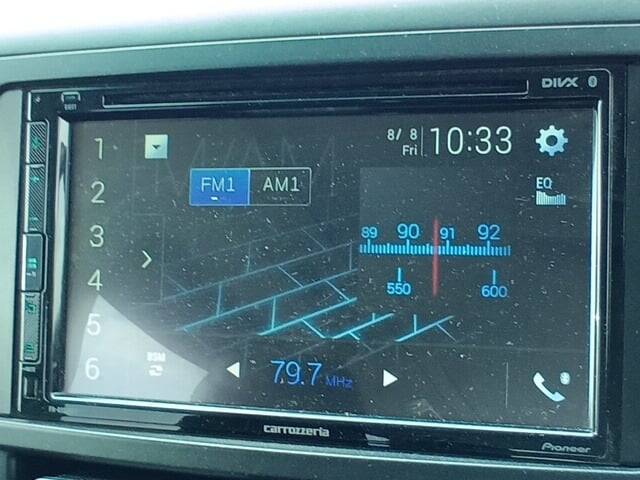 DIVX
1
2
3
4
5
6
8/ 8
Fri
10:33
FM1 AM1
EQ
89 90 91 92
550 600
BSM
79.7 MHz
carrozzeria
Pioneer